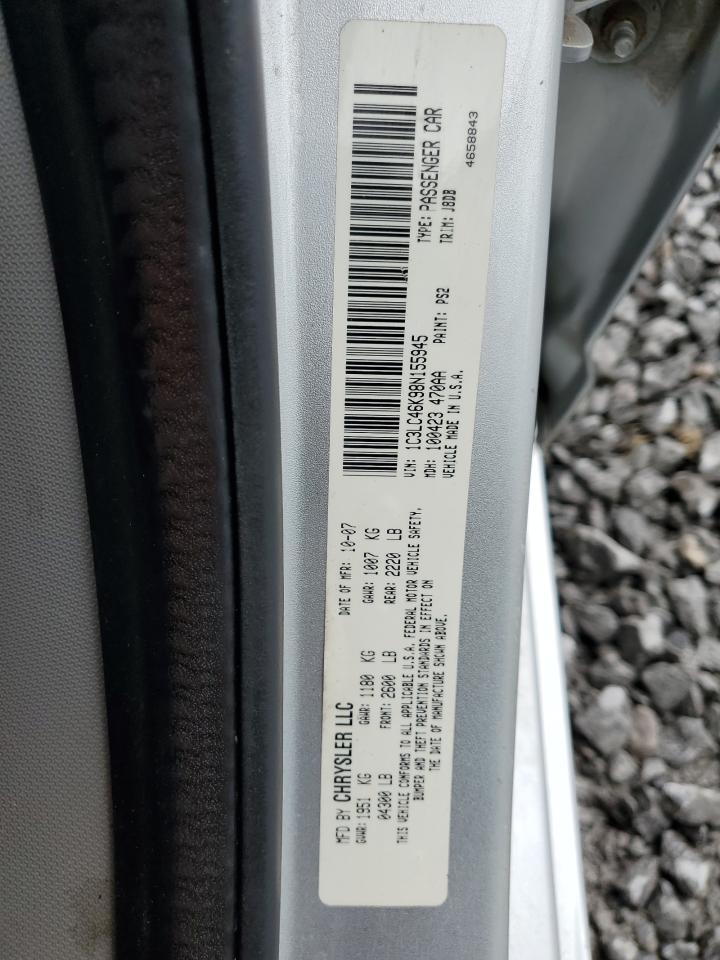 MFD BY CHRYSLER LLC
DATE OF MFR: 10-07
GVWR: 1951 KG
GAWR: 1180 KG
GAWR: 1007 KG
04300 LB
FRONT: 2600 LB
REAR: 2220 LB
THIS VEHICLE CONFORMS TO ALL APPLICABLE U.S.A. FEDERAL MOTOR VEHICLE SAFETY,
BUMPER AND THEFT PREVENTION STANDARDS IN EFFECT ON
THE DATE OF MANUFACTURE SHOWN ABOVE.
VIN: 1C3LC46K98N155945
TYPE: PASSENGER CAR
MDH: 100423 470AA
PAINT: PS2
TRIM: J8DB
VEHICLE MADE IN U.S.A.
4658843